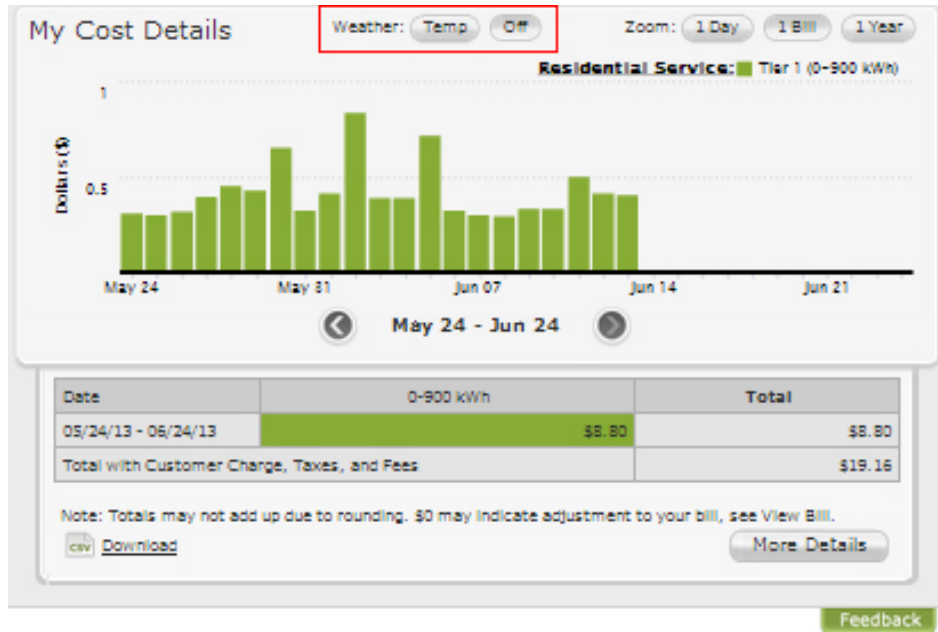 My Cost Details
Weather: Temp Off
Zoom: 1 Day 1 Bill 1 Year
Residential Service: Tier 1 (0-900 kWh)
Dollars ($)
1
0.5
May 24 May 31 Jun 07 Jun 14 Jun 21
May 24 - Jun 24
Date 0-900 kWh Total
05/24/13 - 06/24/13 $8.80 $8.80
Total with Customer Charge, Taxes, and Fees $19.16
Note: Totals may not add up due to rounding. $0 may indicate adjustment to your bill, see View Bill.
csv Download
More Details
Feedback